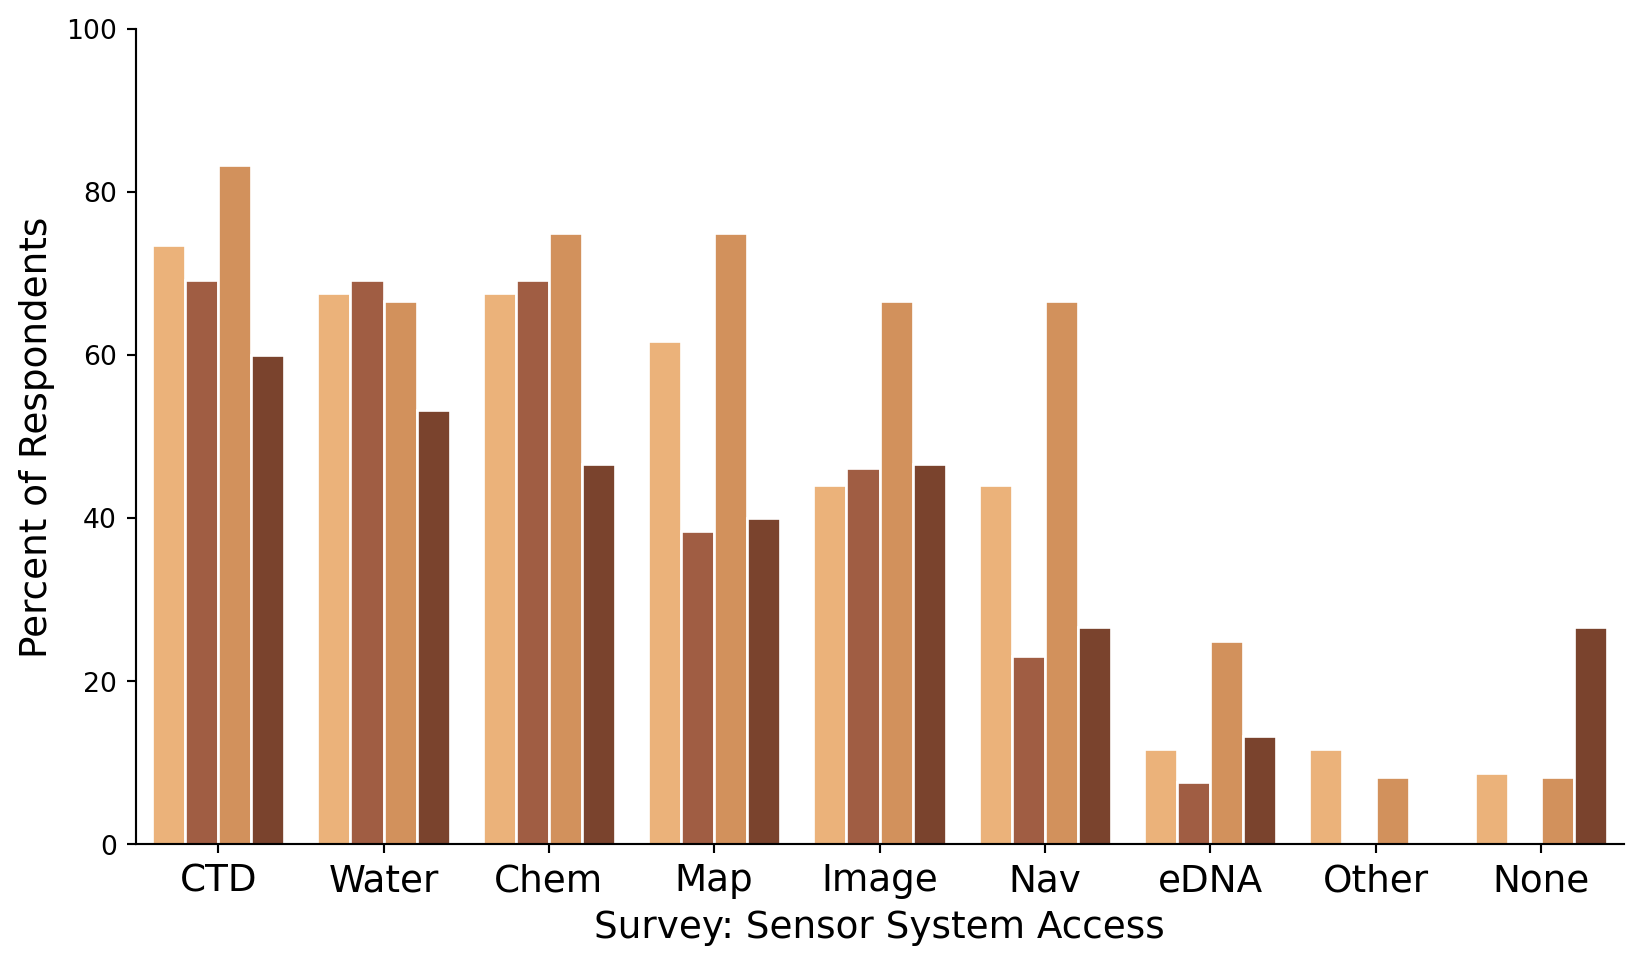 100
80
60
40
20
0
Percent of Respondents
CTD Water Chem Map Image Nav eDNA Other None
Survey: Sensor System Access